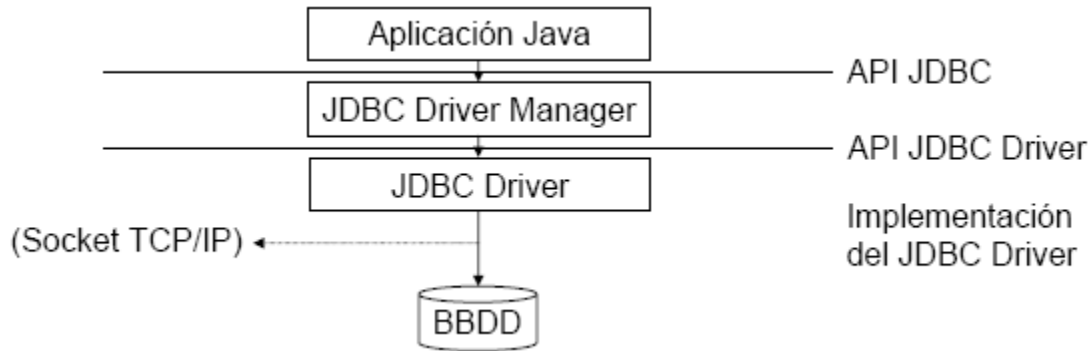 Aplicación Java
API JDBC
JDBC Driver Manager
API JDBC Driver
JDBC Driver
Implementación
del JDBC Driver
(Socket TCP/IP)
BBDD